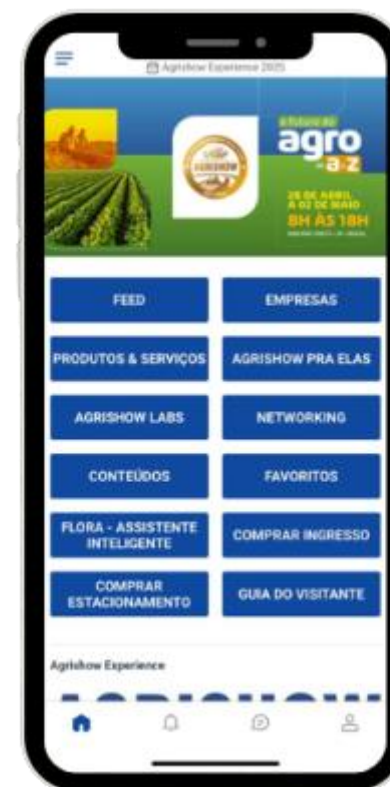 Agrishow Experience 2025
o futuro do
agro
de a-z
AGRISHOW
28 DE ABRIL
A 02 DE MAIO
8H ÀS 18H
FEED
EMPRESAS
PRODUTOS & SERVIÇOS
AGRISHOW PRA ELAS
AGRISHOW LABS
NETWORKING
CONTEÚDOS
FAVORITOS
FLORA - ASSISTENTE
INTELIGENTE
COMPRAR INGRESSO
COMPRAR
ESTACIONAMENTO
GUIA DO VISITANTE
Agrishow Experience
AGRISHOW